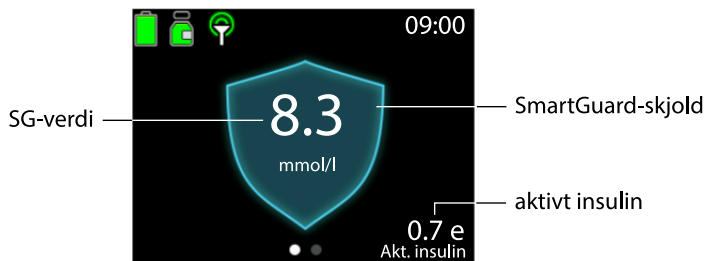 09:00
SG-verdi
8.3
mmol/l
SmartGuard-skjold
aktivt insulin
0.7 e
Akt. insulin